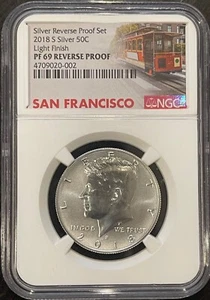 Silver Reverse Proof Set
2018 S Silver 50C
Light Finish
PF 69 REVERSE PROOF
4709020-002
SAN FRANCISCO
NGC
IN GOD WE TRUST
2018